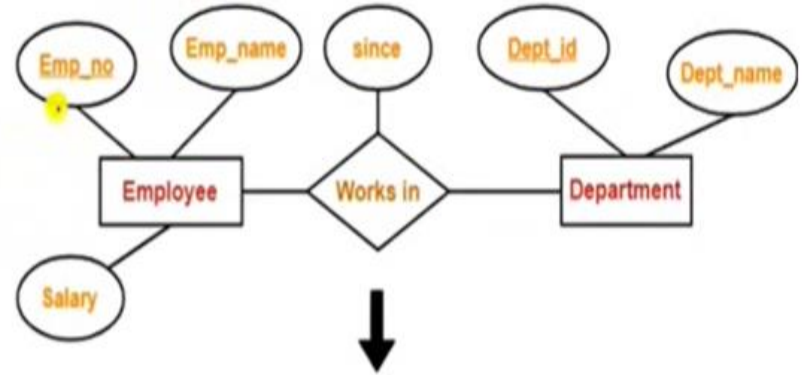 Emp_no
Emp_name
since
Dept_id
Dept_name
Employee
Works in
Department
Salary